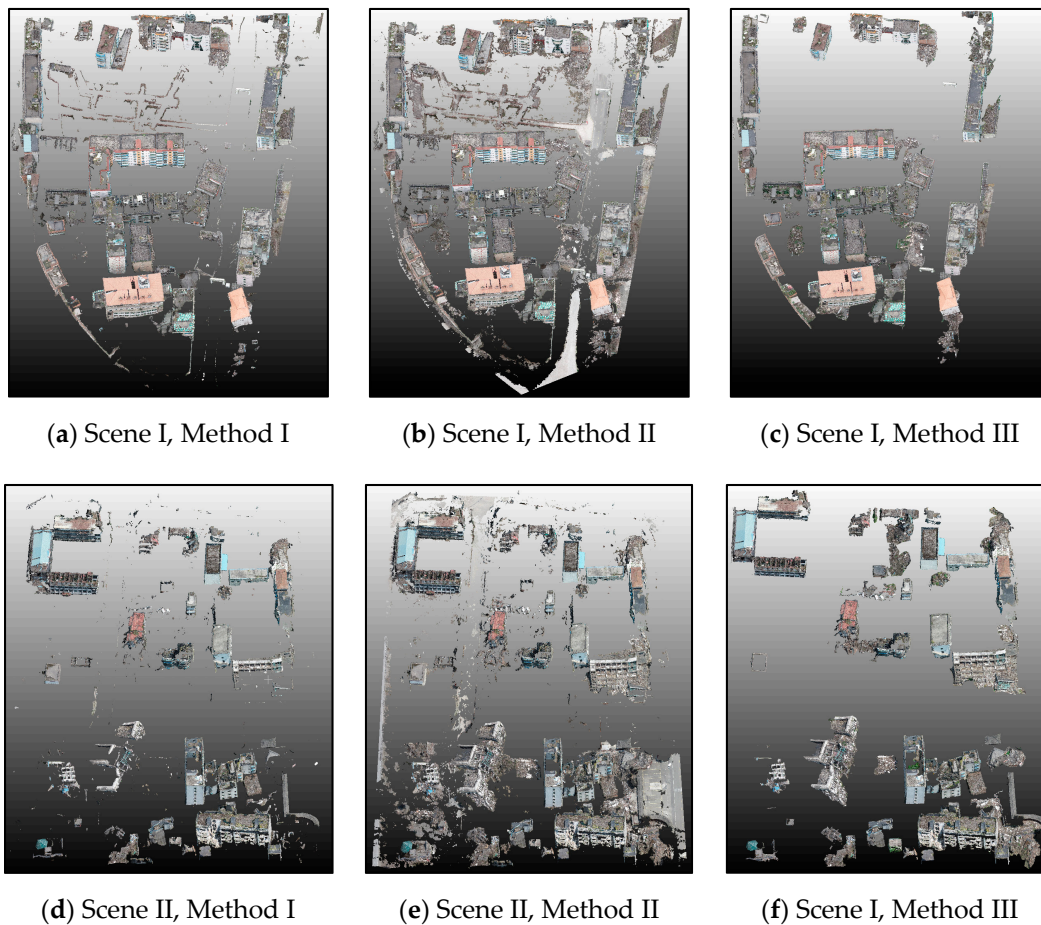 (a) Scene I, Method I
(b) Scene I, Method II
(c) Scene I, Method III
(d) Scene II, Method I
(e) Scene II, Method II
(f) Scene I, Method III